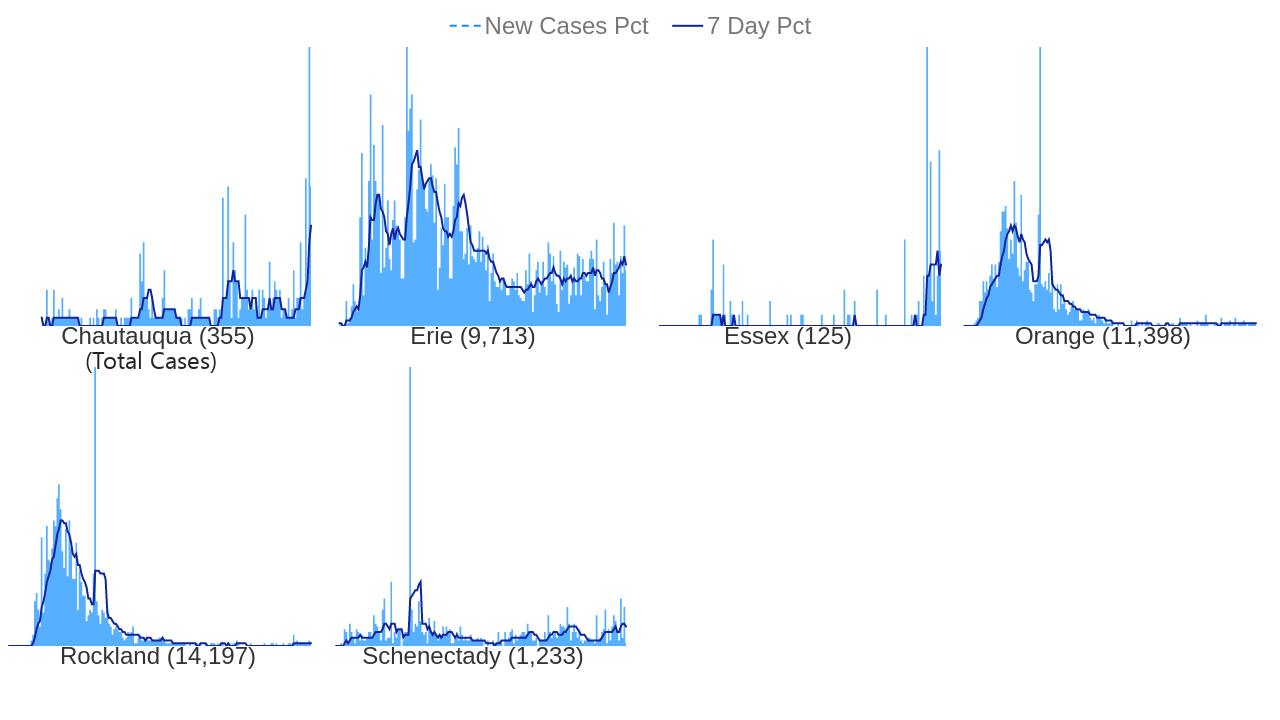 New Cases Pct 7 Day Pct
Chautauqua (355) Erie (9,713) Essex (125) Orange (11,398)
(Total Cases)
Rockland (14,197) Schenectady (1,233)